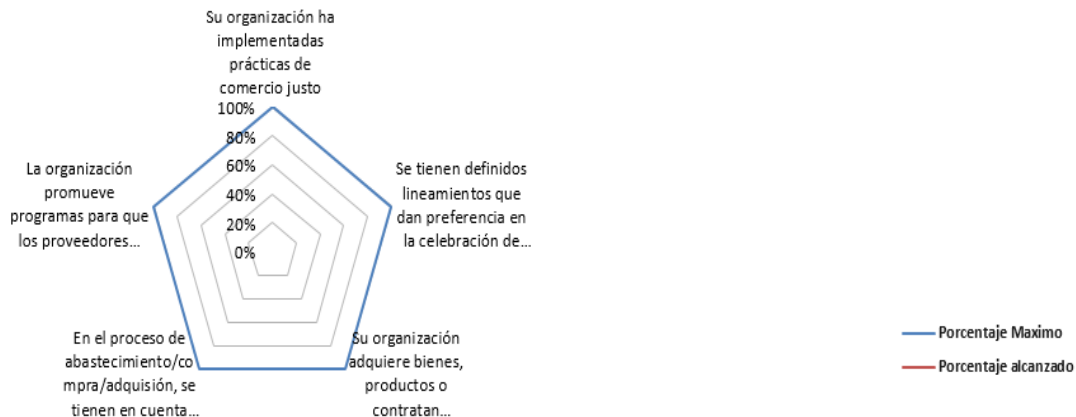 Su organización ha
implementadas
prácticas de
comercio justo
100%
80%
60%
40%
20%
0%
Se tienen definidos
lineamientos que
dan preferencia en
la celebración de...
Su organización
adquiere bienes,
productos o
contratan...
En el proceso de
abastecimiento/co
mpra/adquisión, se
tienen en cuenta...
La organización
promueve
programas para que
los proveedores...
Porcentaje Maximo
Porcentaje alcanzado